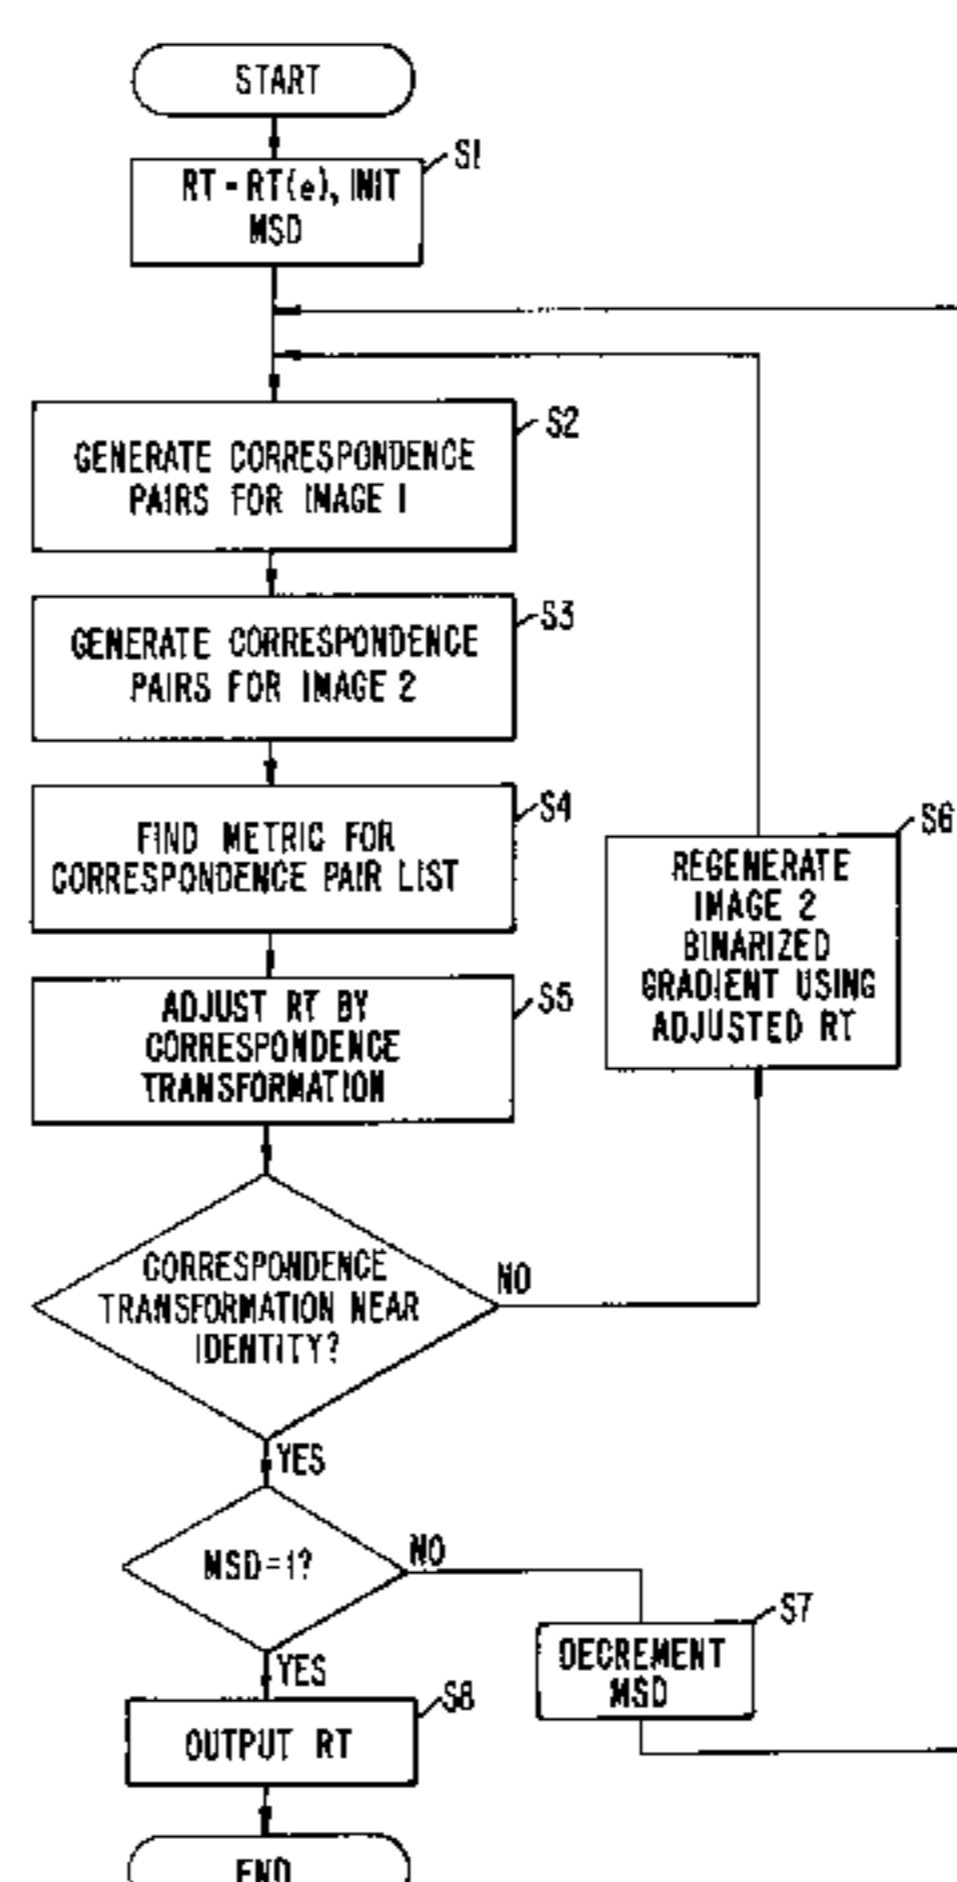 START
S1
RT - RT(e), INIT
MSD
S2
GENERATE CORRESPONDENCE
PAIRS FOR IMAGE 1
S3
GENERATE CORRESPONDENCE
PAIRS FOR IMAGE 2
S4
FIND METRIC FOR
CORRESPONDENCE PAIR LIST
S6
REGENERATE
IMAGE 2
BINARIZED
GRADIENT USING
ADJUSTED RT
S5
ADJUST RT BY
CORRESPONDENCE
TRANSFORMATION
CORRESPONDENCE
TRANSFORMATION NEAR
IDENTITY?
NO
YES
MSD=1?
NO
S7
DECREMENT
MSD
YES
S8
OUTPUT RT
END